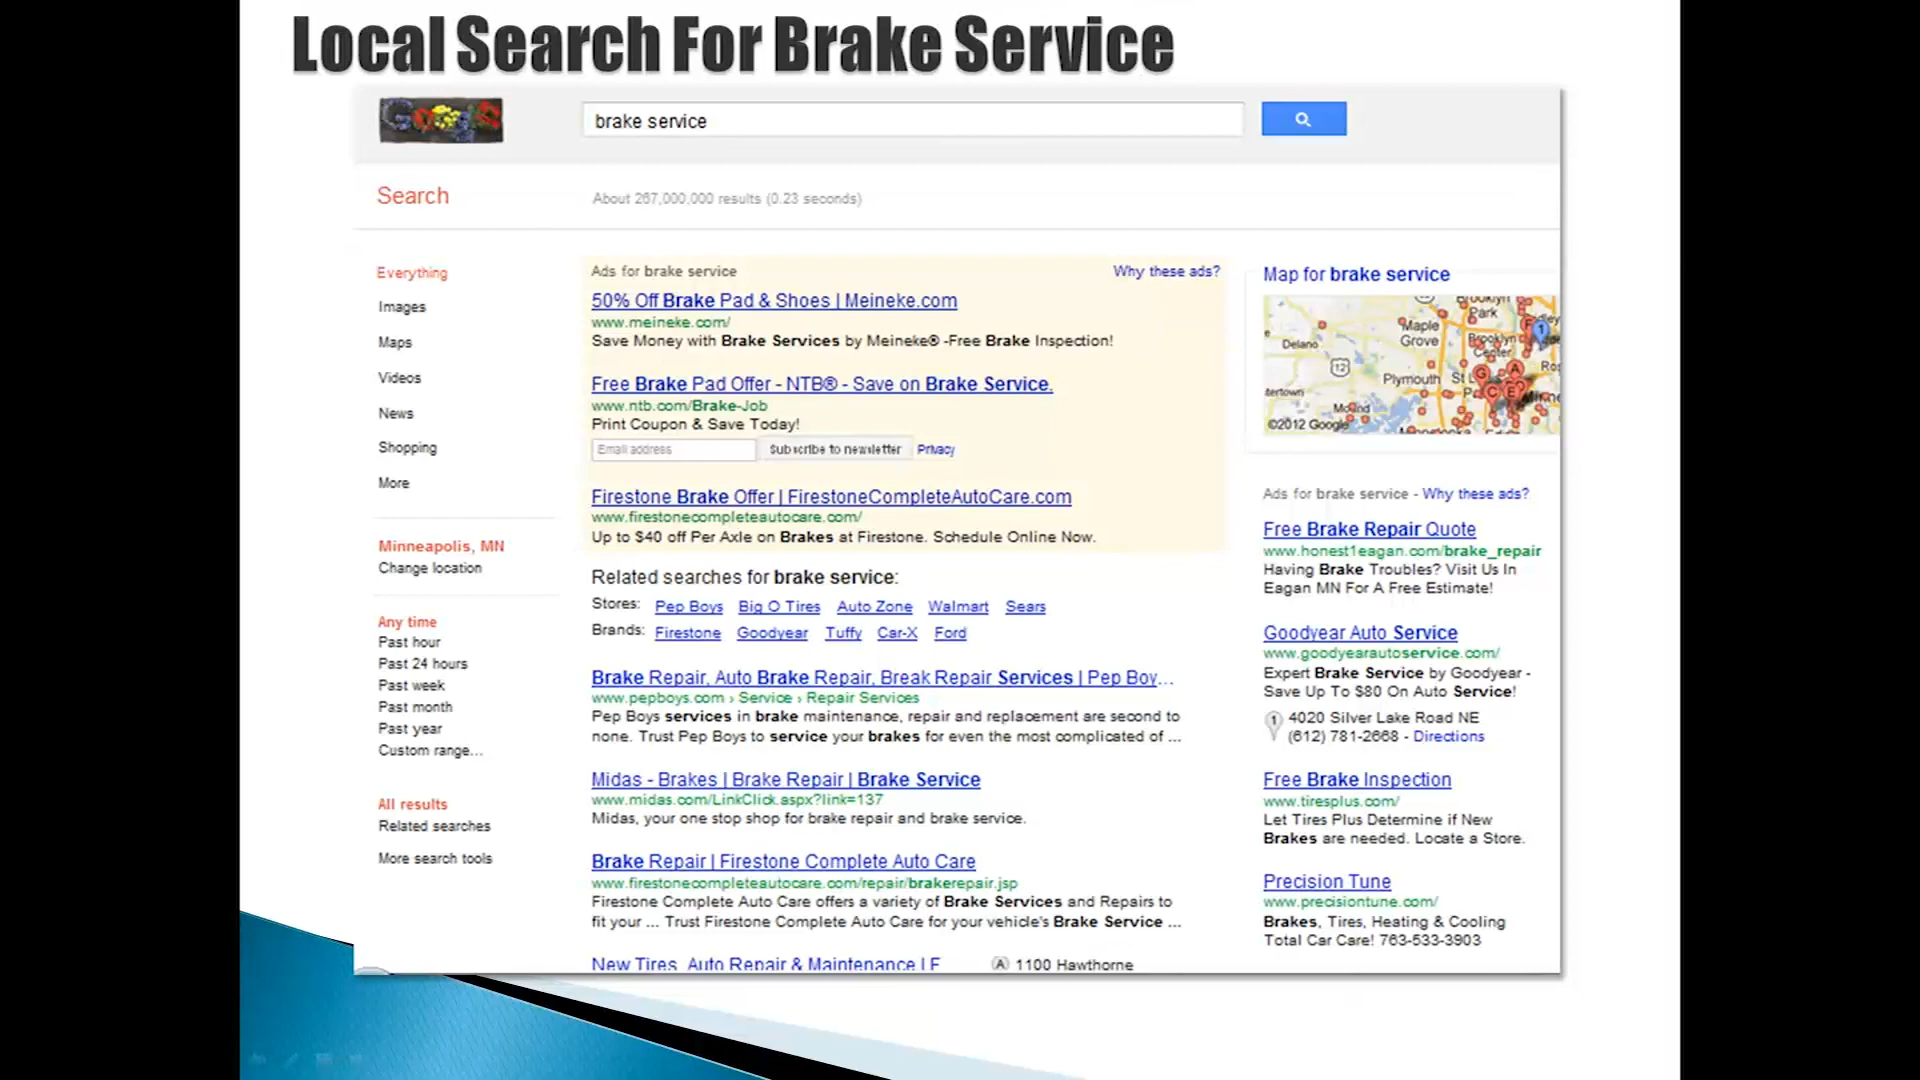 Local Search For Brake Service
Google
brake service
Search
About 267,000,000 results (0.23 seconds)
Everything
Images
Maps
Videos
News
Shopping
More
Minneapolis, MN
Change location
Any time
Past hour
Past 24 hours
Past week
Past month
Past year
Custom range...
All results
Related searches
More search tools
Ads for brake service
Why these ads?
50% Off Brake Pad & Shoes | Meineke.com
www.meineke.com/
Save Money with Brake Services by Meineke® -Free Brake Inspection!
Free Brake Pad Offer - NTB® - Save on Brake Service.
www.ntb.com/Brake-Job
Print Coupon & Save Today!
Email address Subscribe to newsletter Privacy
Firestone Brake Offer | FirestoneCompleteAutoCare.com
www.firestonecompleteautocare.com/
Up to $40 off Per Axle on Brakes at Firestone. Schedule Online Now.
Related searches for brake service:
Stores: Pep Boys Big O Tires Auto Zone Walmart Sears
Brands: Firestone Goodyear Tuffy Car-X Ford
Brake Repair, Auto Brake Repair, Break Repair Services | Pep Boy...
www.pepboys.com › Service › Repair Services
Pep Boys services in brake maintenance, repair and replacement are second to
none. Trust Pep Boys to service your brakes for even the most complicated of ...
Midas - Brakes | Brake Repair | Brake Service
www.midas.com/LinkClick.aspx?link=137
Midas, your one stop shop for brake repair and brake service.
Brake Repair | Firestone Complete Auto Care
www.firestonecompleteautocare.com/repair/brakerepair.jsp
Firestone Complete Auto Care offers a variety of Brake Services and Repairs to
fit your ... Trust Firestone Complete Auto Care for your vehicle's Brake Service ...
New Tires, Auto Repair & Maintenance | F
A 1100 Hawthorne
Map for brake service
Brooklyn
Park
Maple
Grove
Brooklyn
Center
Delano
12
Plymouth
St L
G A
C E
1
Mound
©2012 Google
Ads for brake service - Why these ads?
Free Brake Repair Quote
www.honest1eagan.com/brake_repair
Having Brake Troubles? Visit Us In
Eagan MN For A Free Estimate!
Goodyear Auto Service
www.goodyearautoservice.com/
Expert Brake Service by Goodyear -
Save Up To $80 On Auto Service!
1 4020 Silver Lake Road NE
(612) 781-2668 - Directions
Free Brake Inspection
www.tiresplus.com/
Let Tires Plus Determine if New
Brakes are needed. Locate a Store.
Precision Tune
www.precisiontune.com/
Brakes, Tires, Heating & Cooling
Total Car Care! 763-533-3903